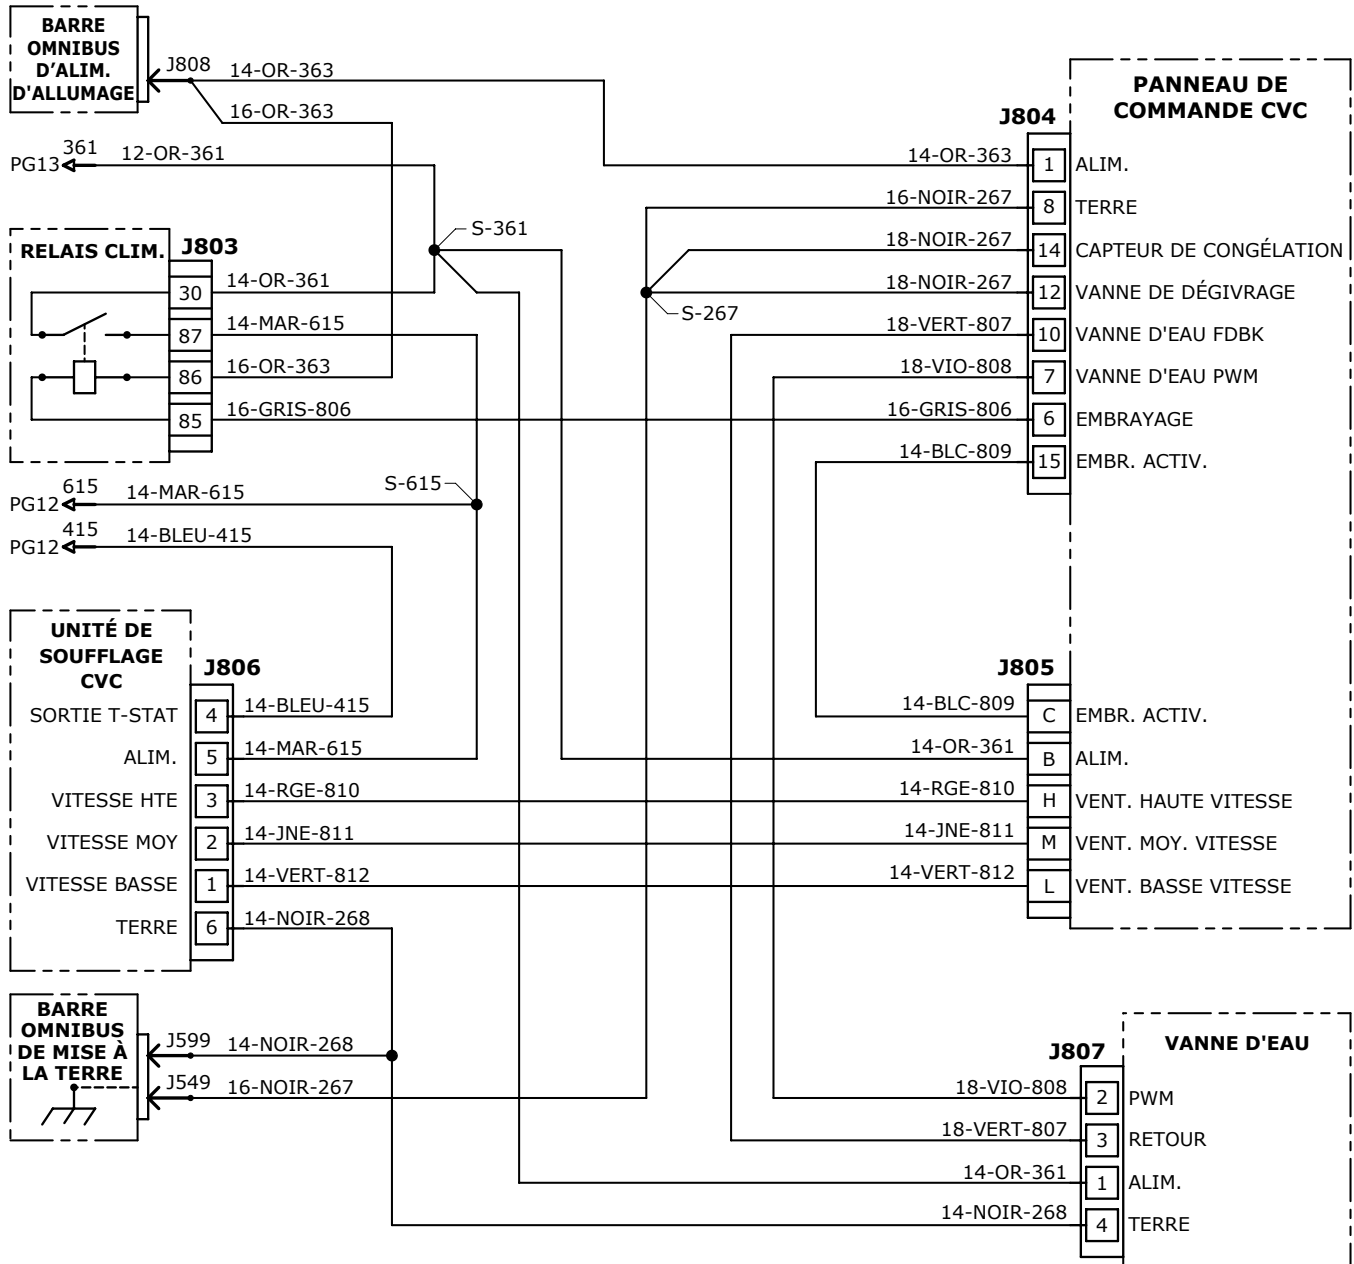 BARRE
OMNIBUS
D’ALIM.
D'ALLUMAGE
J808
14-OR-363
16-OR-363
PG13
361
12-OR-361
RELAIS CLIM.
J803
30
14-OR-361
87
14-MAR-615
86
16-OR-363
85
16-GRIS-806
S-361
PG12
615
14-MAR-615
S-615
PG12
415
14-BLEU-415
UNITÉ DE
SOUFFLAGE
CVC
J806
SORTIE T-STAT
4
14-BLEU-415
ALIM.
5
14-MAR-615
VITESSE HTE
3
14-RGE-810
VITESSE MOY
2
14-JNE-811
VITESSE BASSE
1
14-VERT-812
TERRE
6
14-NOIR-268
BARRE
OMNIBUS
DE MISE À
LA TERRE
J599
14-NOIR-268
J549
16-NOIR-267
S-267
PANNEAU DE
COMMANDE CVC
J804
14-OR-363
1
ALIM.
16-NOIR-267
8
TERRE
18-NOIR-267
14
CAPTEUR DE CONGÉLATION
18-NOIR-267
12
VANNE DE DÉGIVRAGE
18-VERT-807
10
VANNE D'EAU FDBK
18-VIO-808
7
VANNE D'EAU PWM
16-GRIS-806
6
EMBRAYAGE
14-BLC-809
15
EMBR. ACTIV.
J805
14-BLC-809
C
EMBR. ACTIV.
14-OR-361
B
ALIM.
14-RGE-810
H
VENT. HAUTE VITESSE
14-JNE-811
M
VENT. MOY. VITESSE
14-VERT-812
L
VENT. BASSE VITESSE
VANNE D'EAU
J807
18-VIO-808
2
PWM
18-VERT-807
3
RETOUR
14-OR-361
1
ALIM.
14-NOIR-268
4
TERRE